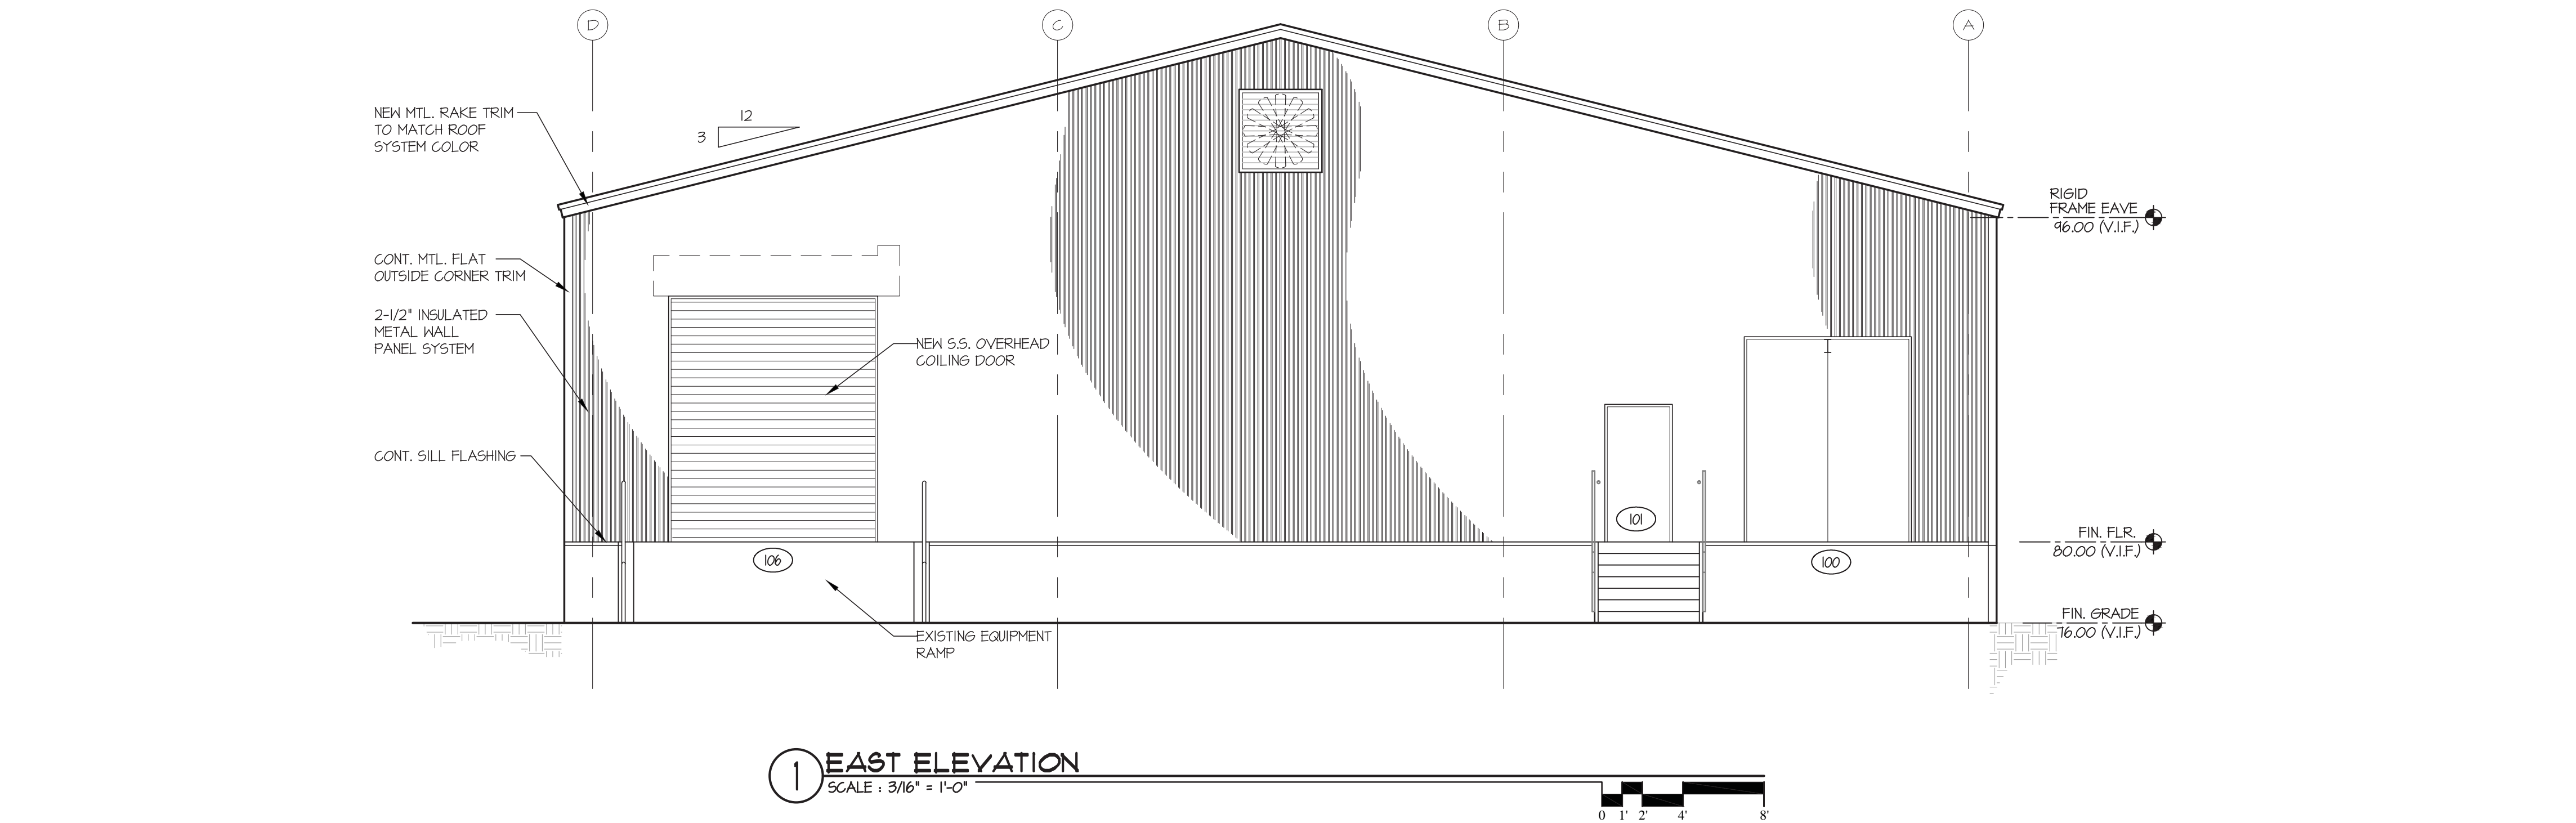 D
C
B
A
NEW MTL. RAKE TRIM
TO MATCH ROOF
SYSTEM COLOR
12
3
RIGID
FRAME EAVE
96.00 (V.I.F.)
CONT. MTL. FLAT
OUTSIDE CORNER TRIM
2-1/2" INSULATED
METAL WALL
PANEL SYSTEM
NEW S.S. OVERHEAD
COILING DOOR
CONT. SILL FLASHING
101
FIN. FLR.
80.00 (V.I.F.)
106
100
FIN. GRADE
76.00 (V.I.F.)
EXISTING EQUIPMENT
RAMP
1
EAST ELEVATION
SCALE : 3/16" = 1'-0"
0 1' 2' 4' 8'